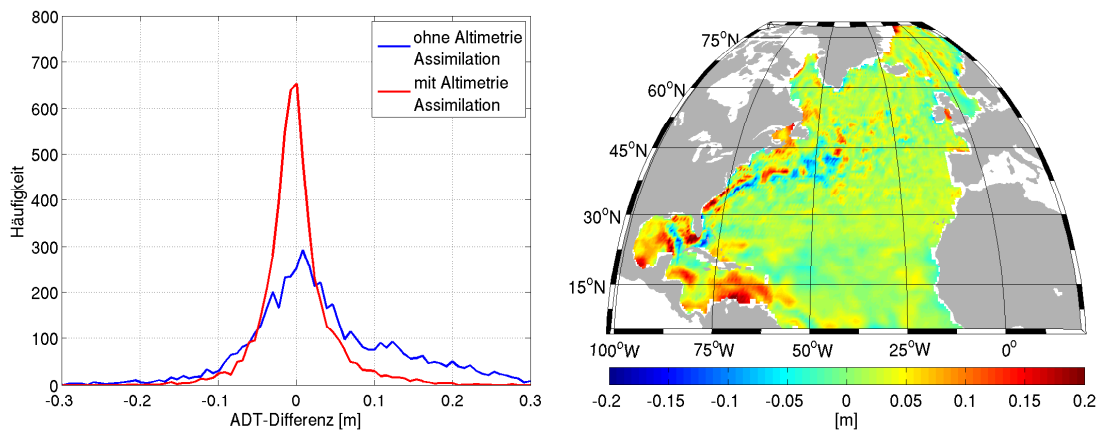 800
700
600
500
400
300
200
100
0
Häufigkeit
-0.3
-0.2
-0.1
0
0.1
0.2
0.3
ADT-Differenz [m]
ohne Altimetrie
Assimilation
mit Altimetrie
Assimilation
75°N
60°N
45°N
30°N
15°N
100°W
75°W
50°W
25°W
0°
-0.2
-0.15
-0.1
-0.05
0
0.05
0.1
0.15
0.2
[m]